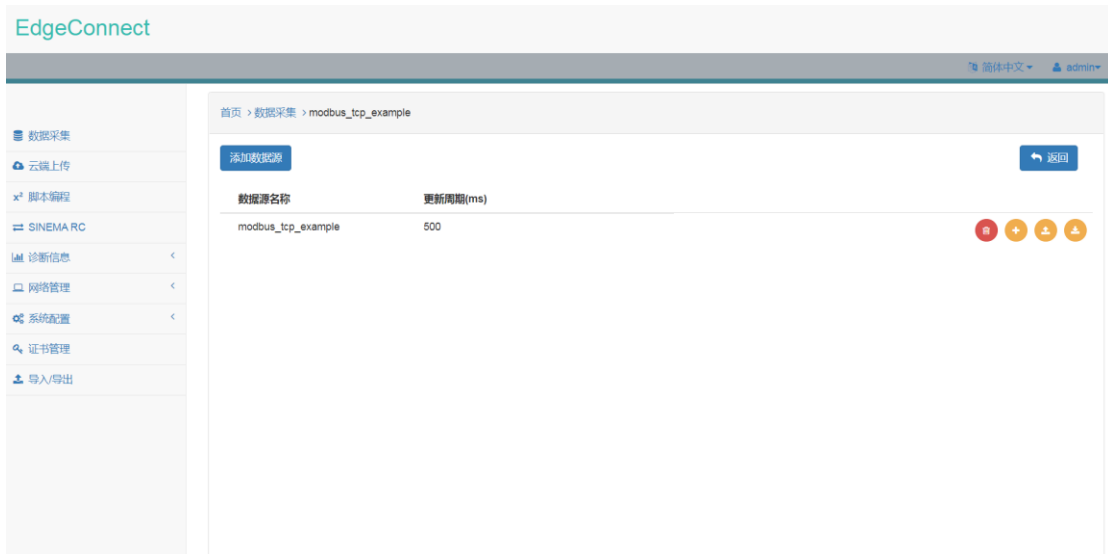 EdgeConnect
简体中文 admin
首页 > 数据采集 > modbus_tcp_example
数据采集
云端上传
x² 脚本编程
SINEMA RC
诊断信息
网络管理
系统配置
证书管理
导入/导出
添加数据源 返回
数据源名称 更新周期(ms)
modbus_tcp_example 500